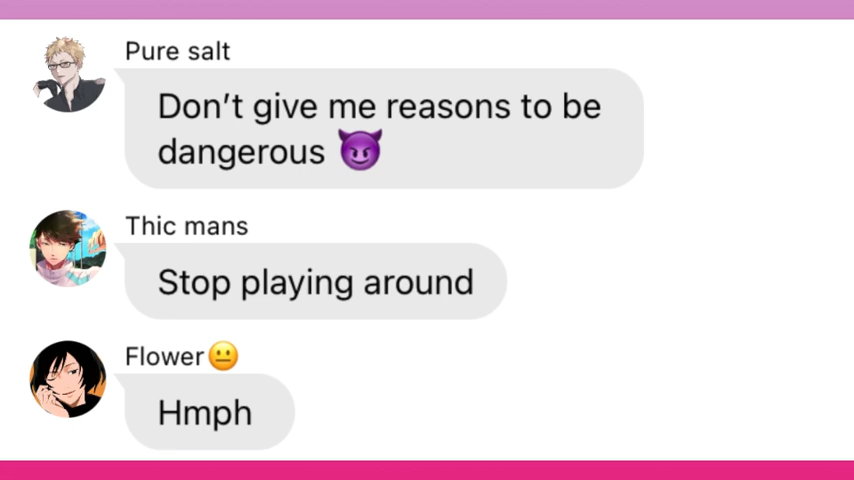 Pure salt
Don’t give me reasons to be
dangerous 😈
Thic mans
Stop playing around
Flower😐
Hmph